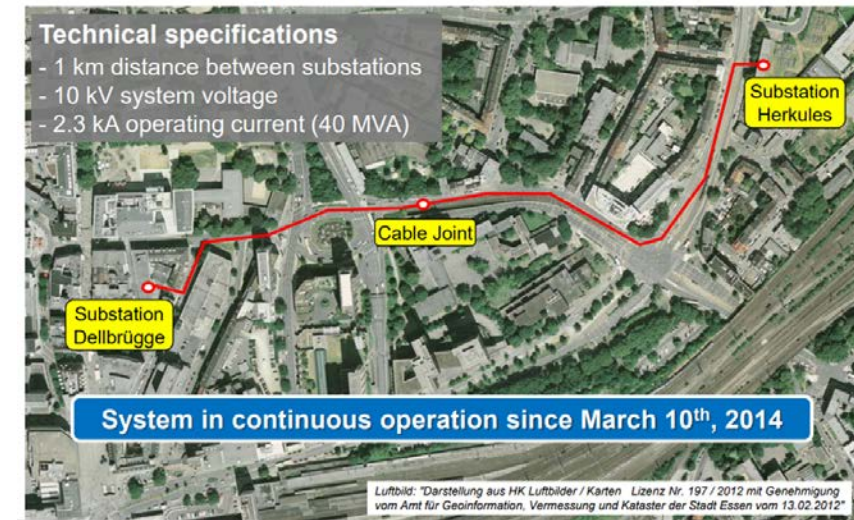 Technical specifications
- 1 km distance between substations
- 10 kV system voltage
- 2.3 kA operating current (40 MVA)
Substation
Herkules
Cable Joint
Substation
Dellbrügge
System in continuous operation since March 10th, 2014
Luftbild: "Darstellung aus HK Luftbilder / Karten Lizenz Nr. 197 / 2012 mit Genehmigung
vom Amt für Geoinformation, Vermessung und Kataster der Stadt Essen vom 13.02.2012"